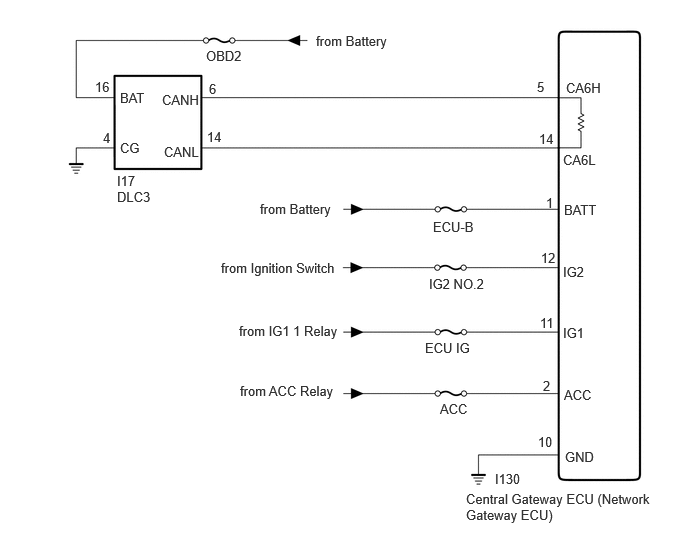 from Battery
OBD2
16
BAT
CANH
6
5
CA6H
4
CG
CANL
14
14
CA6L
I17
DLC3
from Battery
ECU-B
1
BATT
from Ignition Switch
IG2 NO.2
12
IG2
from IG1 1 Relay
ECU IG
11
IG1
from ACC Relay
ACC
2
ACC
10
GND
I130
Central Gateway ECU (Network
Gateway ECU)